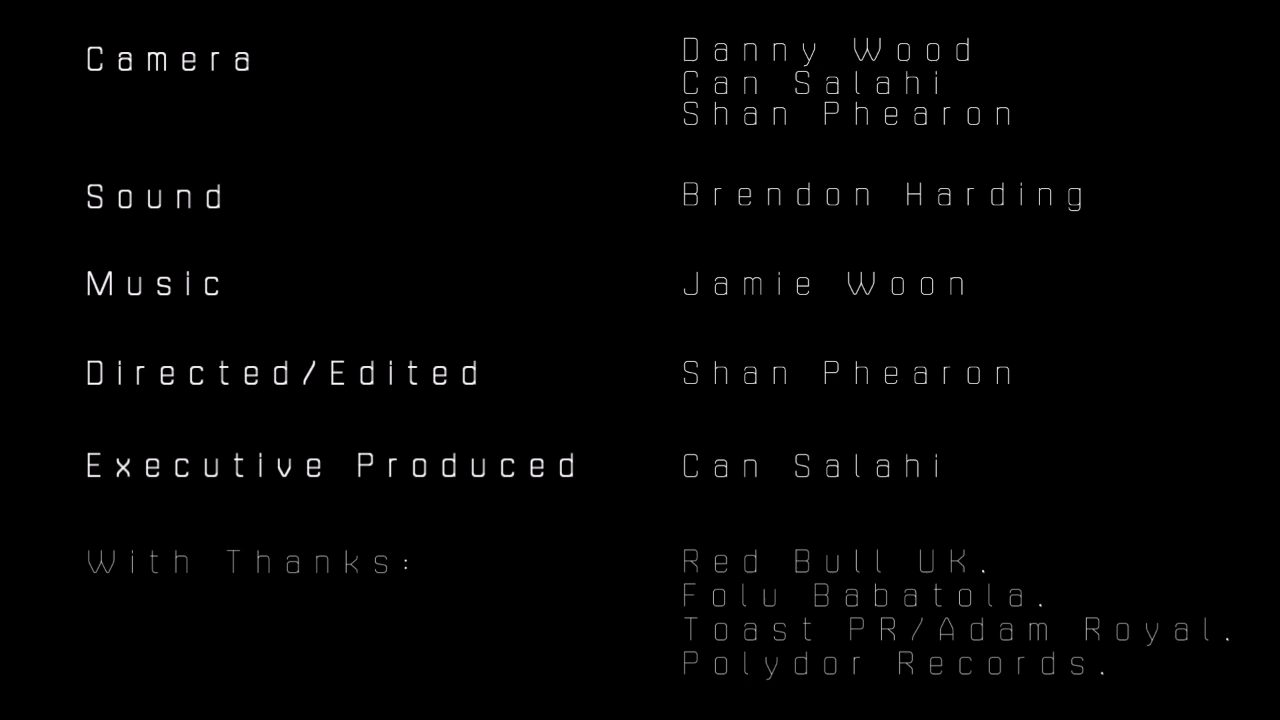 Camera
Danny Wood
Can Salahi
Shan Phearon
Sound
Brendon Harding
Music
Jamie Woon
Directed/Edited
Shan Phearon
Executive Produced
Can Salahi
With Thanks:
Red Bull UK.
Folu Babatola.
Toast PR/Adam Royal.
Polydor Records.